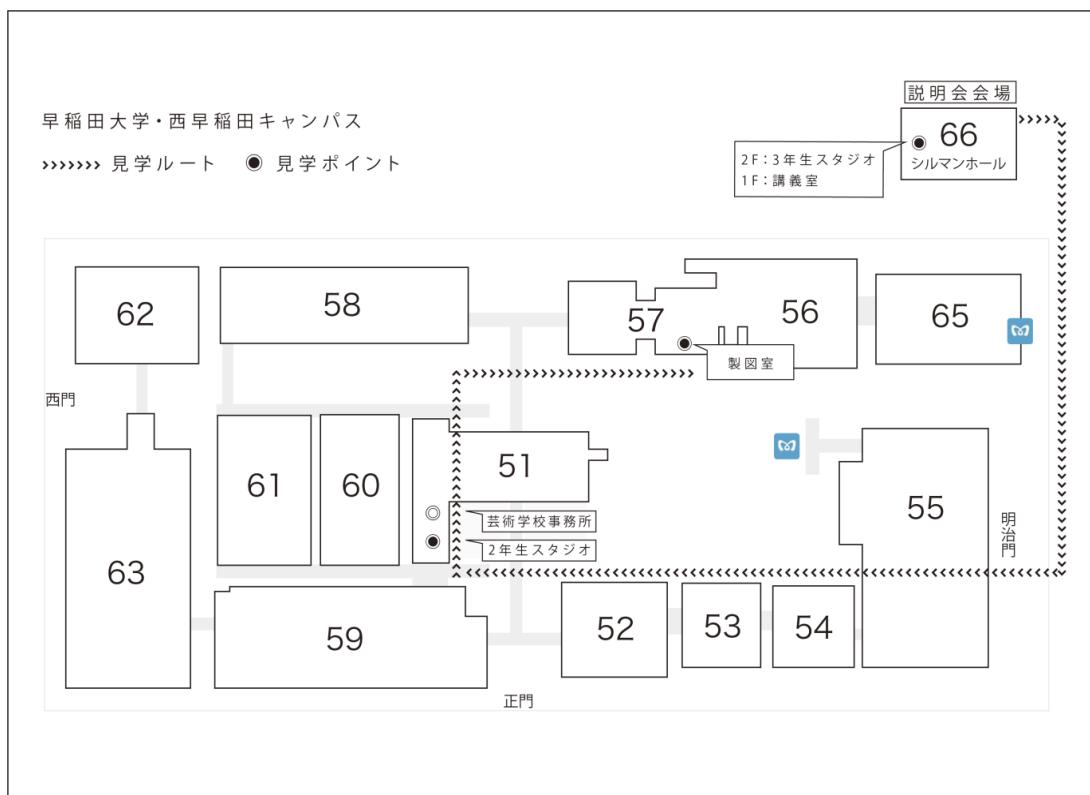 説明会会場
早稲田大学・西早稲田キャンパス
66
シルマンホール
見学ルート
見学ポイント
2F：3年生スタジオ
1F：講義室
62
58
57
56
65
製図室
西門
61
60
51
55
芸術学校事務所
2年生スタジオ
明治門
63
59
52
53
54
正門